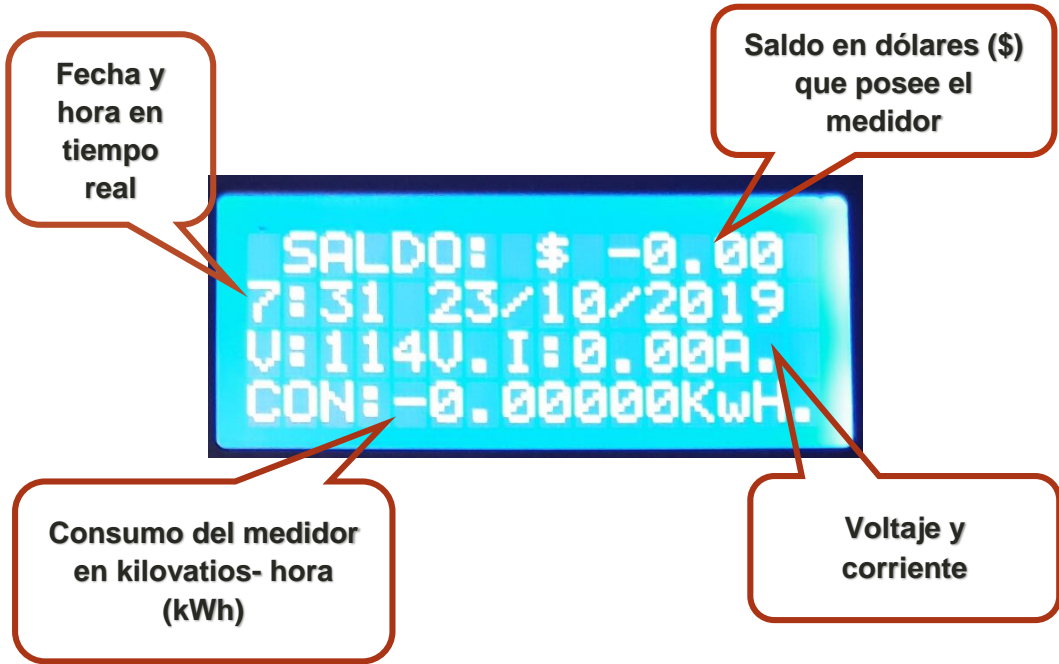 Fecha y
hora en
tiempo
real
Saldo en dólares ($)
que posee el
medidor
SALDO: $ -0.00
7:31 23/10/2019
V:114V.I:0.00A.
CON:-0.00000KwH.
Consumo del medidor
en kilovatios- hora
(kWh)
Voltaje y
corriente